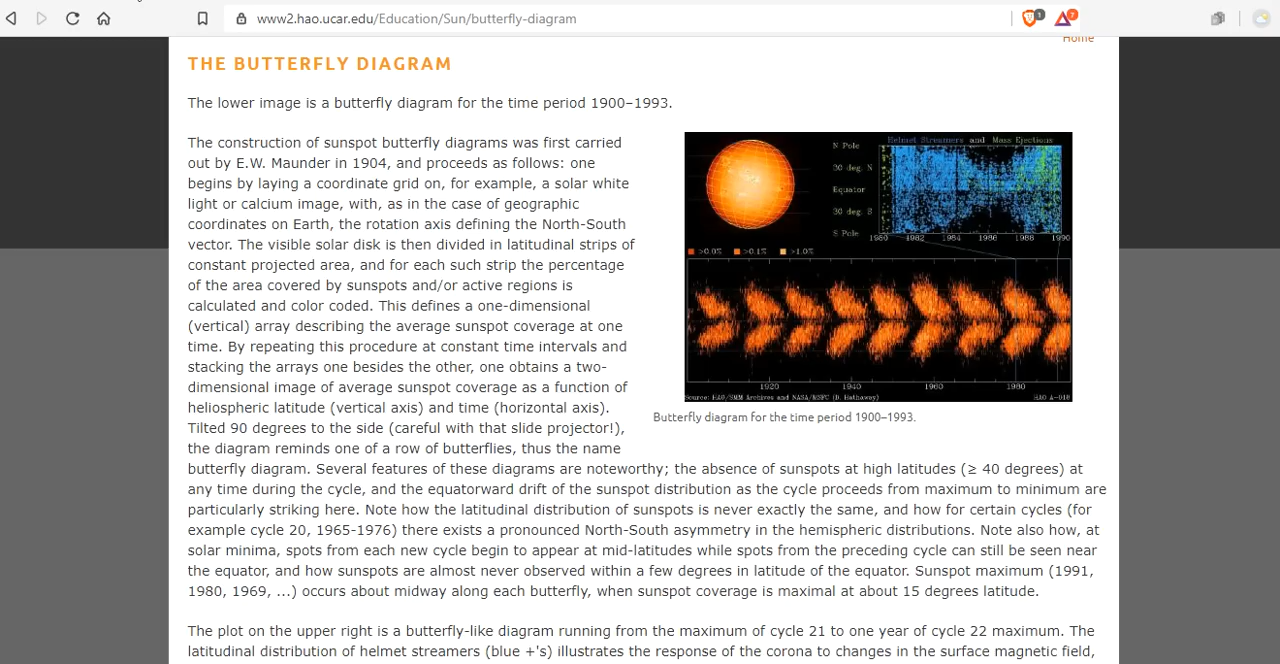 www2.hao.ucar.edu/Education/Sun/butterfly-diagram
1
2
Home
THE BUTTERFLY DIAGRAM
The lower image is a butterfly diagram for the time period 1900–1993.
The construction of sunspot butterfly diagrams was first carried
out by E.W. Maunder in 1904, and proceeds as follows: one
begins by laying a coordinate grid on, for example, a solar white
light or calcium image, with, as in the case of geographic
coordinates on Earth, the rotation axis defining the North-South
vector. The visible solar disk is then divided in latitudinal strips of
constant projected area, and for each such strip the percentage
of the area covered by sunspots and/or active regions is
calculated and color coded. This defines a one-dimensional
(vertical) array describing the average sunspot coverage at one
time. By repeating this procedure at constant time intervals and
stacking the arrays one besides the other, one obtains a two-
dimensional image of average sunspot coverage as a function of
heliospheric latitude (vertical axis) and time (horizontal axis).
Tilted 90 degrees to the side (careful with that slide projector!),
the diagram reminds one of a row of butterflies, thus the name
butterfly diagram. Several features of these diagrams are noteworthy; the absence of sunspots at high latitudes (≥ 40 degrees) at
any time during the cycle, and the equatorward drift of the sunspot distribution as the cycle proceeds from maximum to minimum are
particularly striking here. Note how the latitudinal distribution of sunspots is never exactly the same, and how for certain cycles (for
example cycle 20, 1965-1976) there exists a pronounced North-South asymmetry in the hemispheric distributions. Note also how, at
solar minima, spots from each new cycle begin to appear at mid-latitudes while spots from the preceding cycle can still be seen near
the equator, and how sunspots are almost never observed within a few degrees in latitude of the equator. Sunspot maximum (1991,
1980, 1969, ...) occurs about midway along each butterfly, when sunspot coverage is maximal at about 15 degrees latitude.
Helmet Streamers and Mass Ejections
N Pole
30 deg. N
Equator
30 deg. S
S Pole
1980 1982 1984 1986 1988 1990
>0.0% >0.1% >1.0%
1920 1940 1960 1980
Source: HAO/SMM Archives and NASA/MSFC (D. Hathaway) HAO A-018
Butterfly diagram for the time period 1900–1993.
The plot on the upper right is a butterfly-like diagram running from the maximum of cycle 21 to one year of cycle 22 maximum. The
latitudinal distribution of helmet streamers (blue +'s) illustrates the response of the corona to changes in the surface magnetic field,